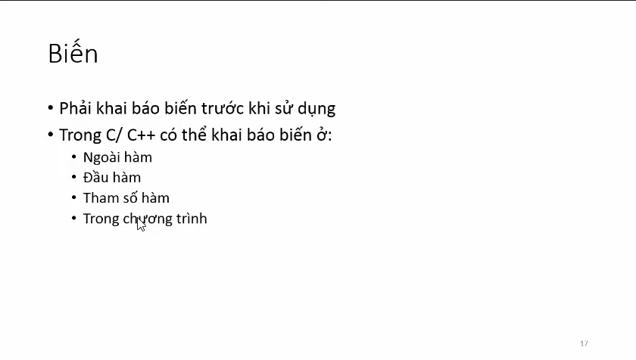 Biến
• Phải khai báo biến trước khi sử dụng
• Trong C/ C++ có thể khai báo biến ở:
• Ngoài hàm
• Đầu hàm
• Tham số hàm
• Trong chương trình
17